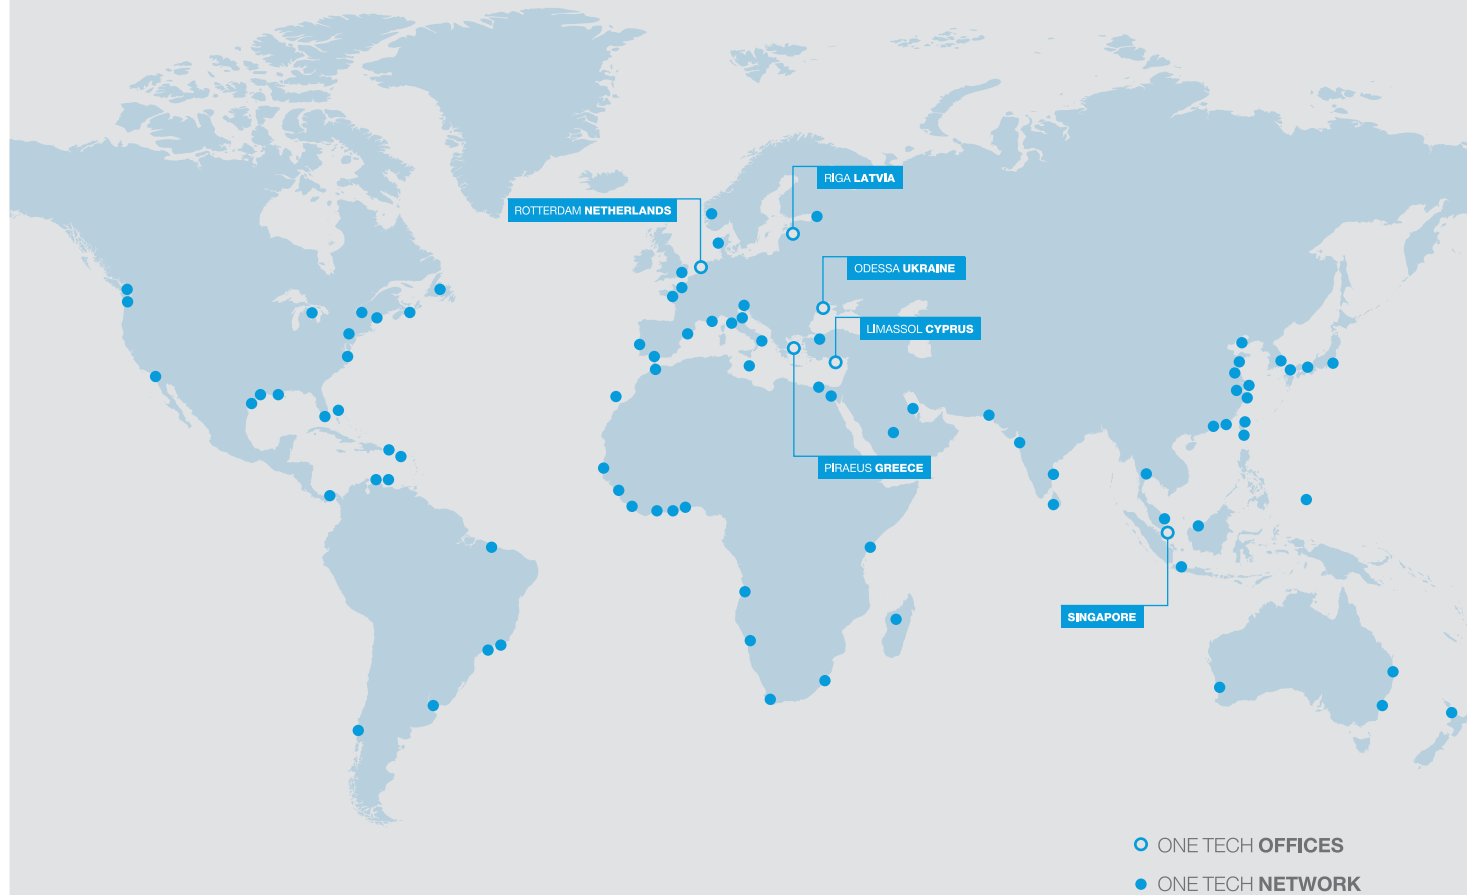 RIGA LATVIA
ROTTERDAM NETHERLANDS
ODESSA UKRAINE
LIMASSOL CYPRUS
PIRAEUS GREECE
SINGAPORE
ONE TECH OFFICES
ONE TECH NETWORK